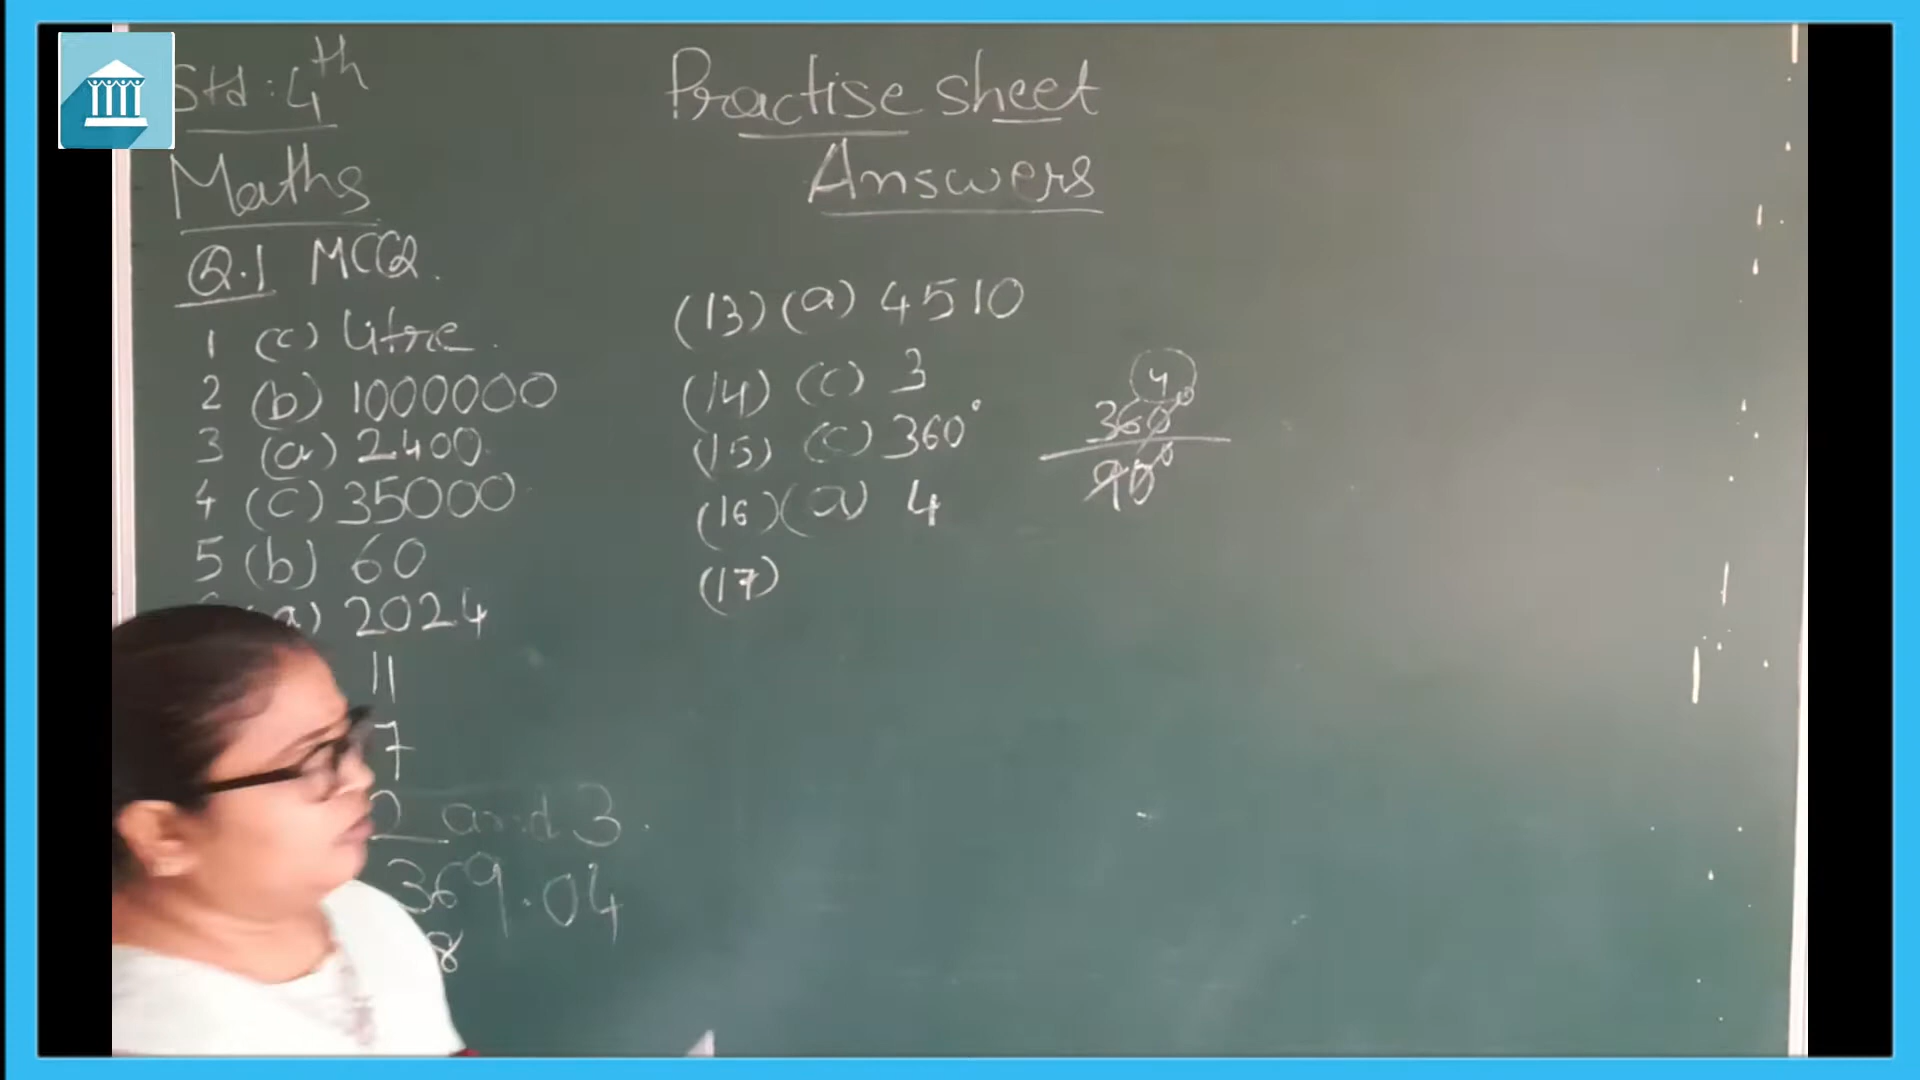 Std: 4th
Maths
Practise sheet
Answers
Q.1 MCQ.
1 (c) litre.
2 (b) 1000000
3 (a) 2400
4 (c) 35000
5 (b) 60
a) 2024
11
7
and 3.
369.04
8
(13) (a) 4510
(14) (c) 3
(15) (c) 360°
(16) (a) 4
(17)
4
360°
90°